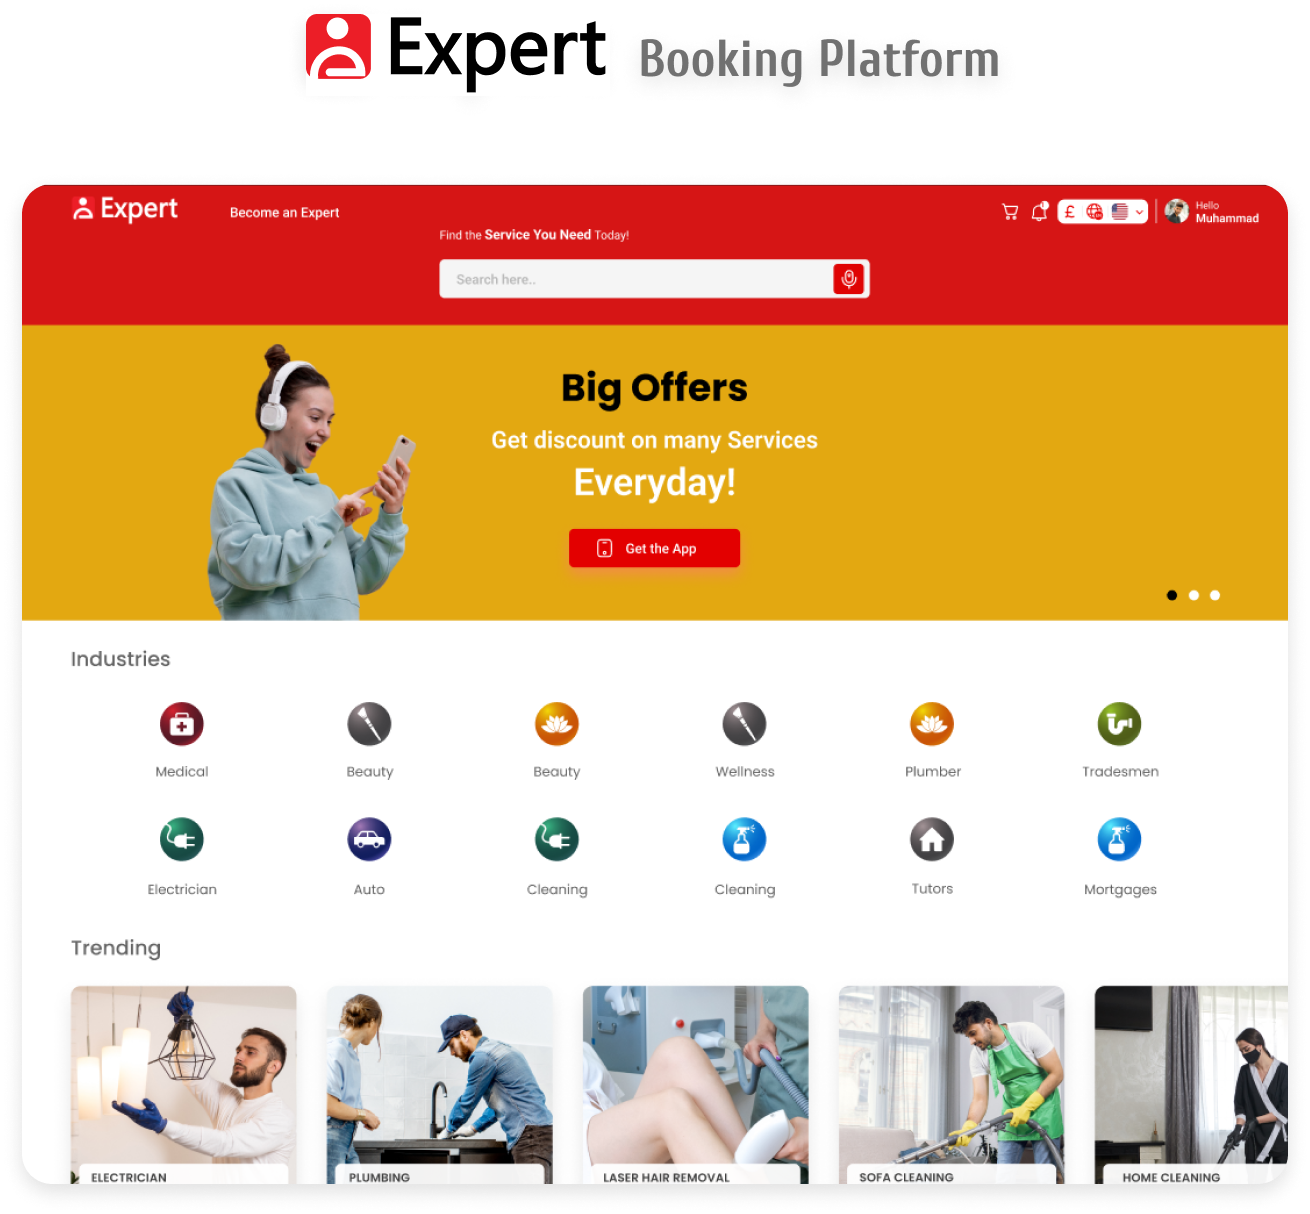 Expert Booking Platform
Expert
Become an Expert
£
Hello
Muhammad
Find the Service You Need Today!
Search here..
Big Offers
Get discount on many Services
Everyday!
Get the App
Industries
Medical
Beauty
Beauty
Wellness
Plumber
Tradesmen
Electrician
Auto
Cleaning
Cleaning
Tutors
Mortgages
Trending
ELECTRICIAN
PLUMBING
LASER HAIR REMOVAL
SOFA CLEANING
HOME CLEANING